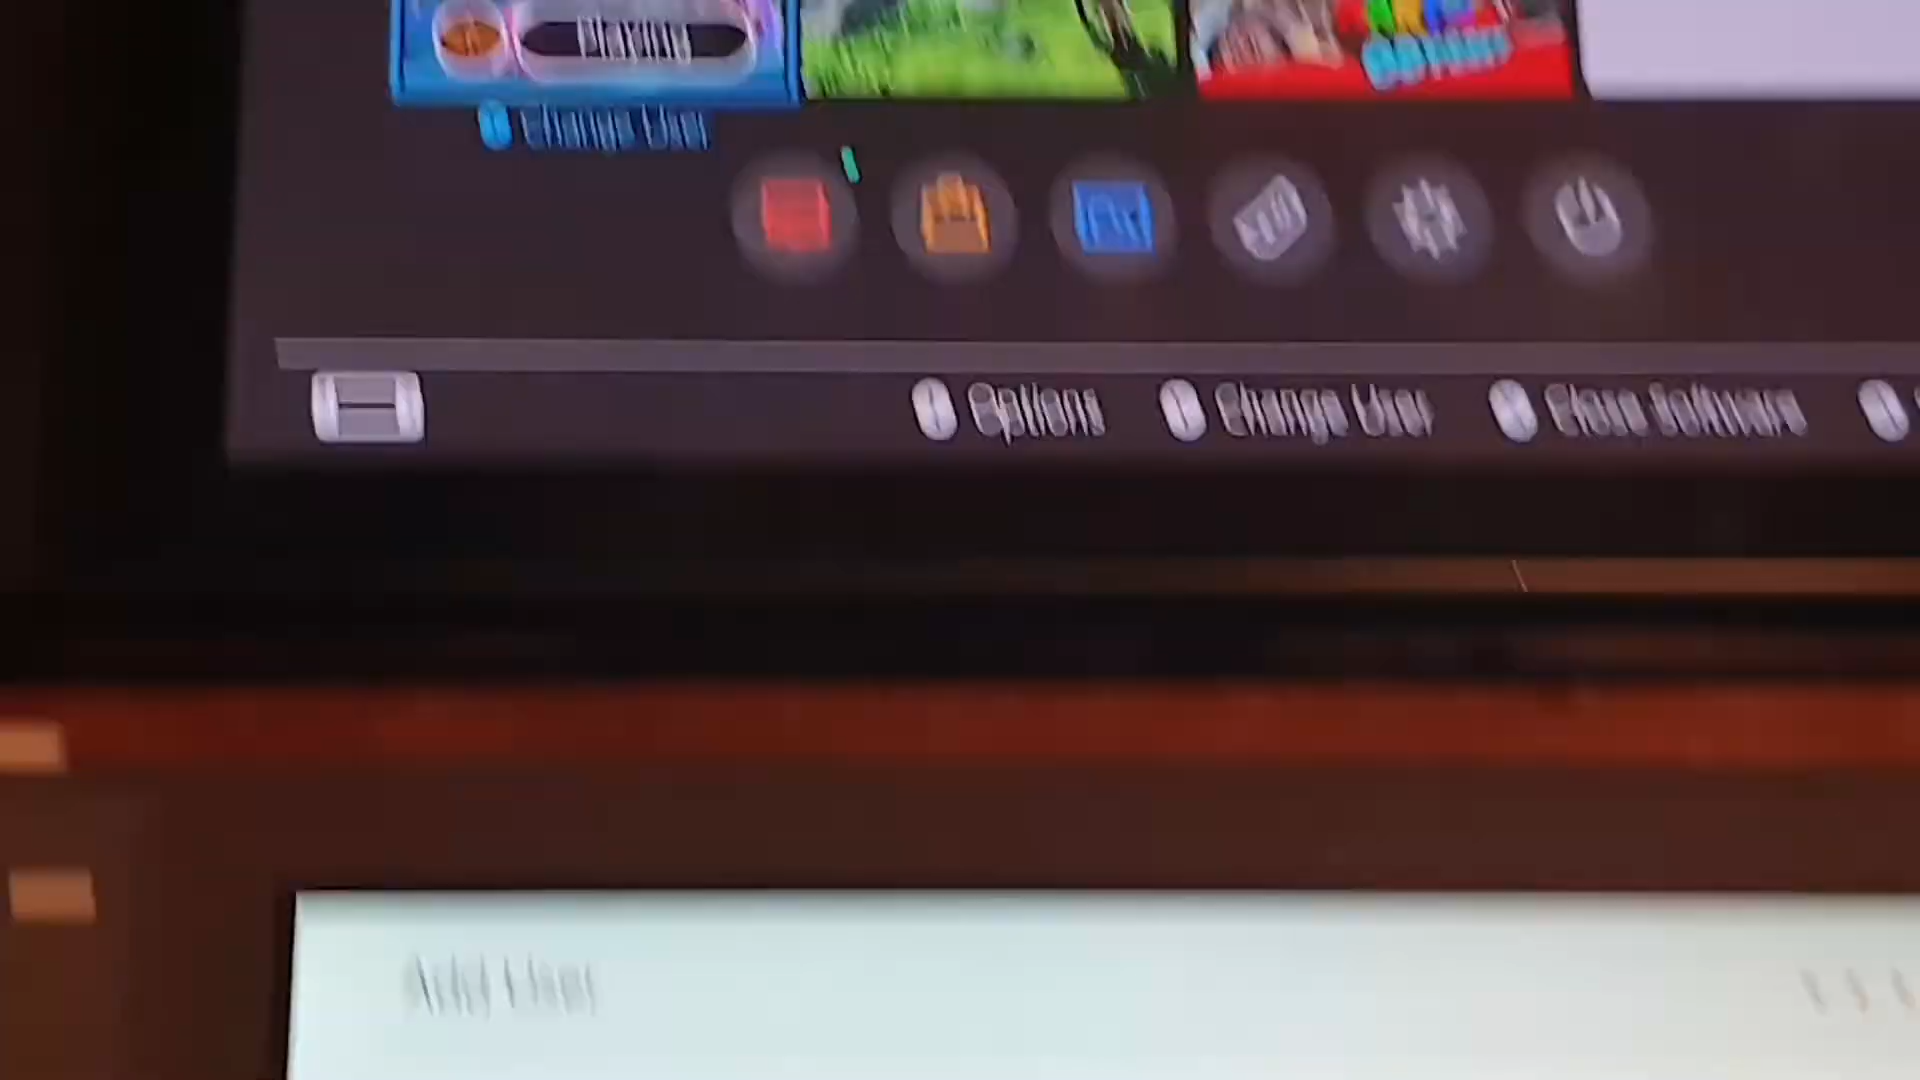 Playing
Change User
Options
Change User
Close Software
Add User